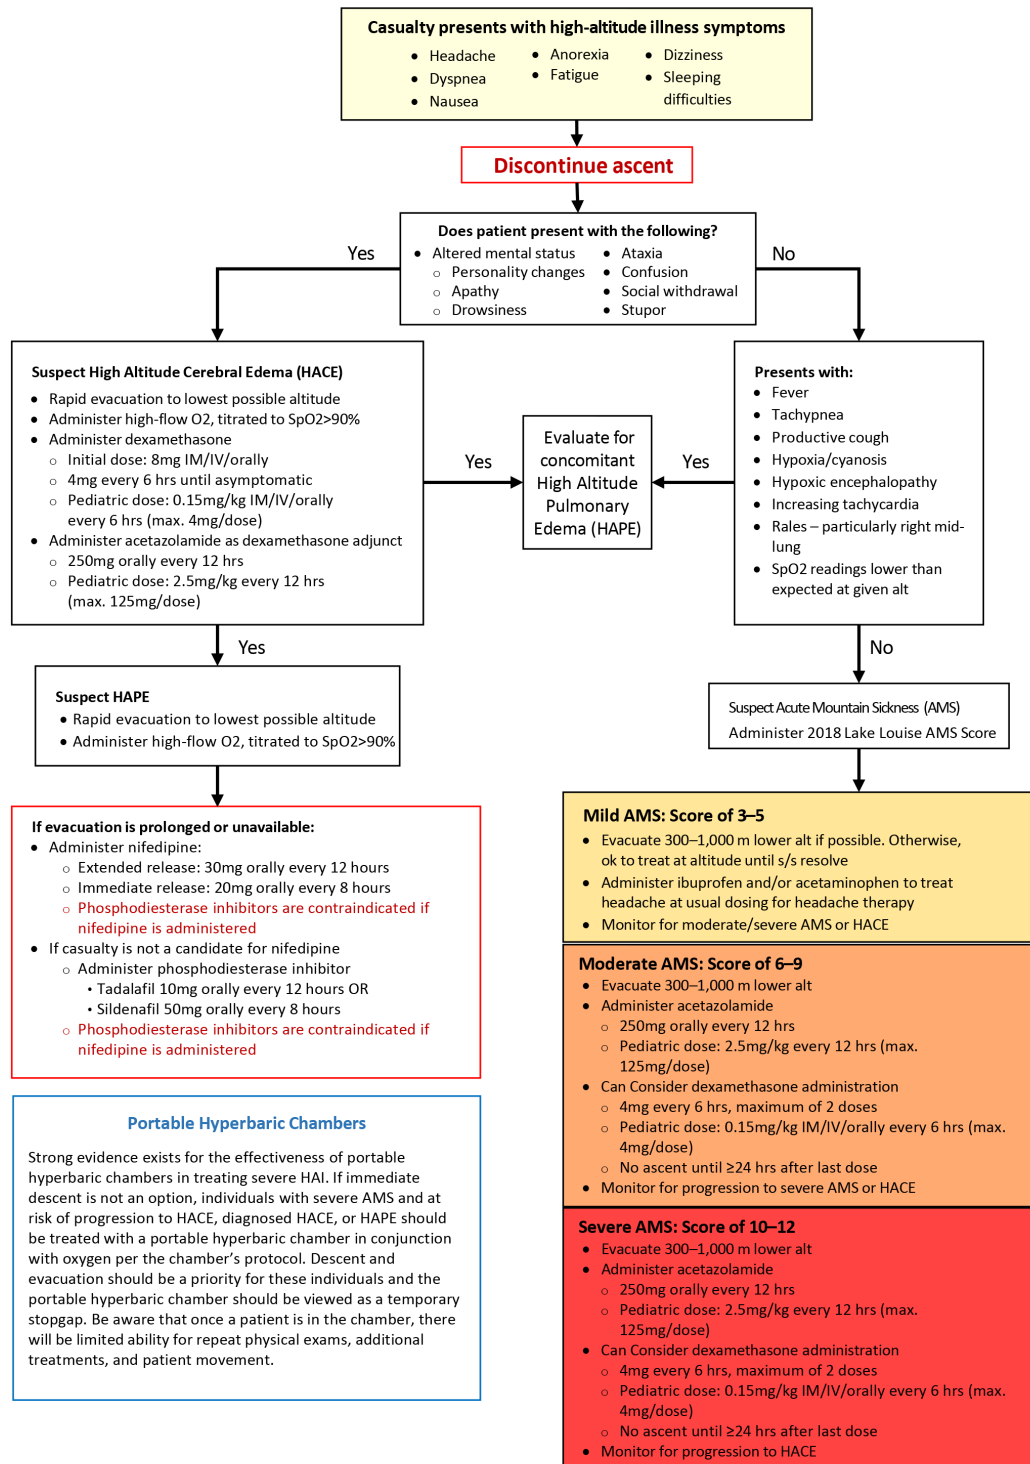 Casualty presents with high-altitude illness symptoms
• Headache
• Dyspnea
• Nausea
• Anorexia
• Fatigue
• Dizziness
• Sleeping
difficulties
Discontinue ascent
Does patient present with the following?
• Altered mental status
o Personality changes
o Apathy
o Drowsiness
• Ataxia
• Confusion
• Social withdrawal
• Stupor
Yes
No
Suspect High Altitude Cerebral Edema (HACE)
• Rapid evacuation to lowest possible altitude
• Administer high-flow O2, titrated to SpO2>90%
• Administer dexamethasone
o Initial dose: 8mg IM/IV/orally
o 4mg every 6 hrs until asymptomatic
o Pediatric dose: 0.15mg/kg IM/IV/orally
every 6 hrs (max. 4mg/dose)
• Administer acetazolamide as dexamethasone adjunct
o 250mg orally every 12 hrs
o Pediatric dose: 2.5mg/kg every 12 hrs
(max. 125mg/dose)
Yes
Evaluate for
concomitant
High Altitude
Pulmonary
Edema (HAPE)
Yes
Presents with:
• Fever
• Tachypnea
• Productive cough
• Hypoxia/cyanosis
• Hypoxic encephalopathy
• Increasing tachycardia
• Rales – particularly right mid-
lung
• SpO2 readings lower than
expected at given alt
Yes
No
Suspect HAPE
• Rapid evacuation to lowest possible altitude
• Administer high-flow O2, titrated to SpO2>90%
Suspect Acute Mountain Sickness (AMS)
Administer 2018 Lake Louise AMS Score
If evacuation is prolonged or unavailable:
• Administer nifedipine:
o Extended release: 30mg orally every 12 hours
o Immediate release: 20mg orally every 8 hours
o Phosphodiesterase inhibitors are contraindicated if
nifedipine is administered
• If casualty is not a candidate for nifedipine
o Administer phosphodiesterase inhibitor
• Tadalafil 10mg orally every 12 hours OR
• Sildenafil 50mg orally every 8 hours
o Phosphodiesterase inhibitors are contraindicated if
nifedipine is administered
Portable Hyperbaric Chambers
Strong evidence exists for the effectiveness of portable
hyperbaric chambers in treating severe HAI. If immediate
descent is not an option, individuals with severe AMS and at
risk of progression to HACE, diagnosed HACE, or HAPE should
be treated with a portable hyperbaric chamber in conjunction
with oxygen per the chamber's protocol. Descent and
evacuation should be a priority for these individuals and the
portable hyperbaric chamber should be viewed as a temporary
stopgap. Be aware that once a patient is in the chamber, there
will be limited ability for repeat physical exams, additional
treatments, and patient movement.
Mild AMS: Score of 3–5
• Evacuate 300–1,000 m lower alt if possible. Otherwise,
ok to treat at altitude until s/s resolve
• Administer ibuprofen and/or acetaminophen to treat
headache at usual dosing for headache therapy
• Monitor for moderate/severe AMS or HACE
Moderate AMS: Score of 6–9
• Evacuate 300–1,000 m lower alt
• Administer acetazolamide
o 250mg orally every 12 hrs
o Pediatric dose: 2.5mg/kg every 12 hrs (max.
125mg/dose)
• Can Consider dexamethasone administration
o 4mg every 6 hrs, maximum of 2 doses
o Pediatric dose: 0.15mg/kg IM/IV/orally every 6 hrs (max.
4mg/dose)
o No ascent until ≥24 hrs after last dose
• Monitor for progression to severe AMS or HACE
Severe AMS: Score of 10–12
• Evacuate 300–1,000 m lower alt
• Administer acetazolamide
o 250mg orally every 12 hrs
o Pediatric dose: 2.5mg/kg every 12 hrs (max.
125mg/dose)
• Can Consider dexamethasone administration
o 4mg every 6 hrs, maximum of 2 doses
o Pediatric dose: 0.15mg/kg IM/IV/orally every 6 hrs (max.
4mg/dose)
o No ascent until ≥24 hrs after last dose
• Monitor for progression to HACE